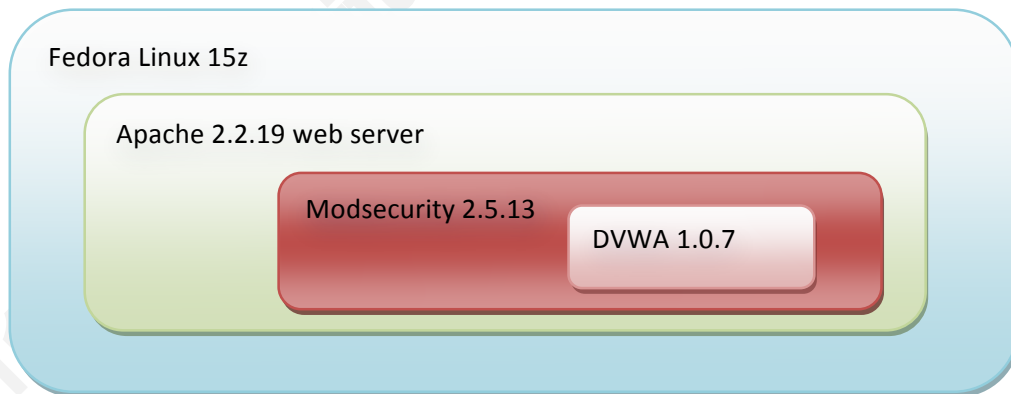 Fedora Linux 15z
Apache 2.2.19 web server
Modsecurity 2.5.13
DVWA 1.0.7